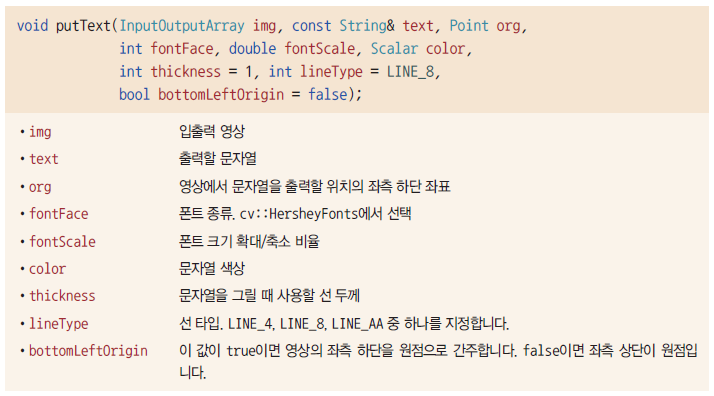 void putText(InputOutputArray img, const String& text, Point org,
int fontFace, double fontScale, Scalar color,
int thickness = 1, int lineType = LINE_8,
bool bottomLeftOrigin = false);
• img 입출력 영상
• text 출력할 문자열
• org 영상에서 문자열을 출력할 위치의 좌측 하단 좌표
• fontFace 폰트 종류. cv::HersheyFonts에서 선택
• fontScale 폰트 크기 확대/축소 비율
• color 문자열 색상
• thickness 문자열을 그릴 때 사용할 선 두께
• lineType 선 타입. LINE_4, LINE_8, LINE_AA 중 하나를 지정합니다.
• bottomLeftOrigin 이 값이 true이면 영상의 좌측 하단을 원점으로 간주합니다. false이면 좌측 상단이 원점입
니다.